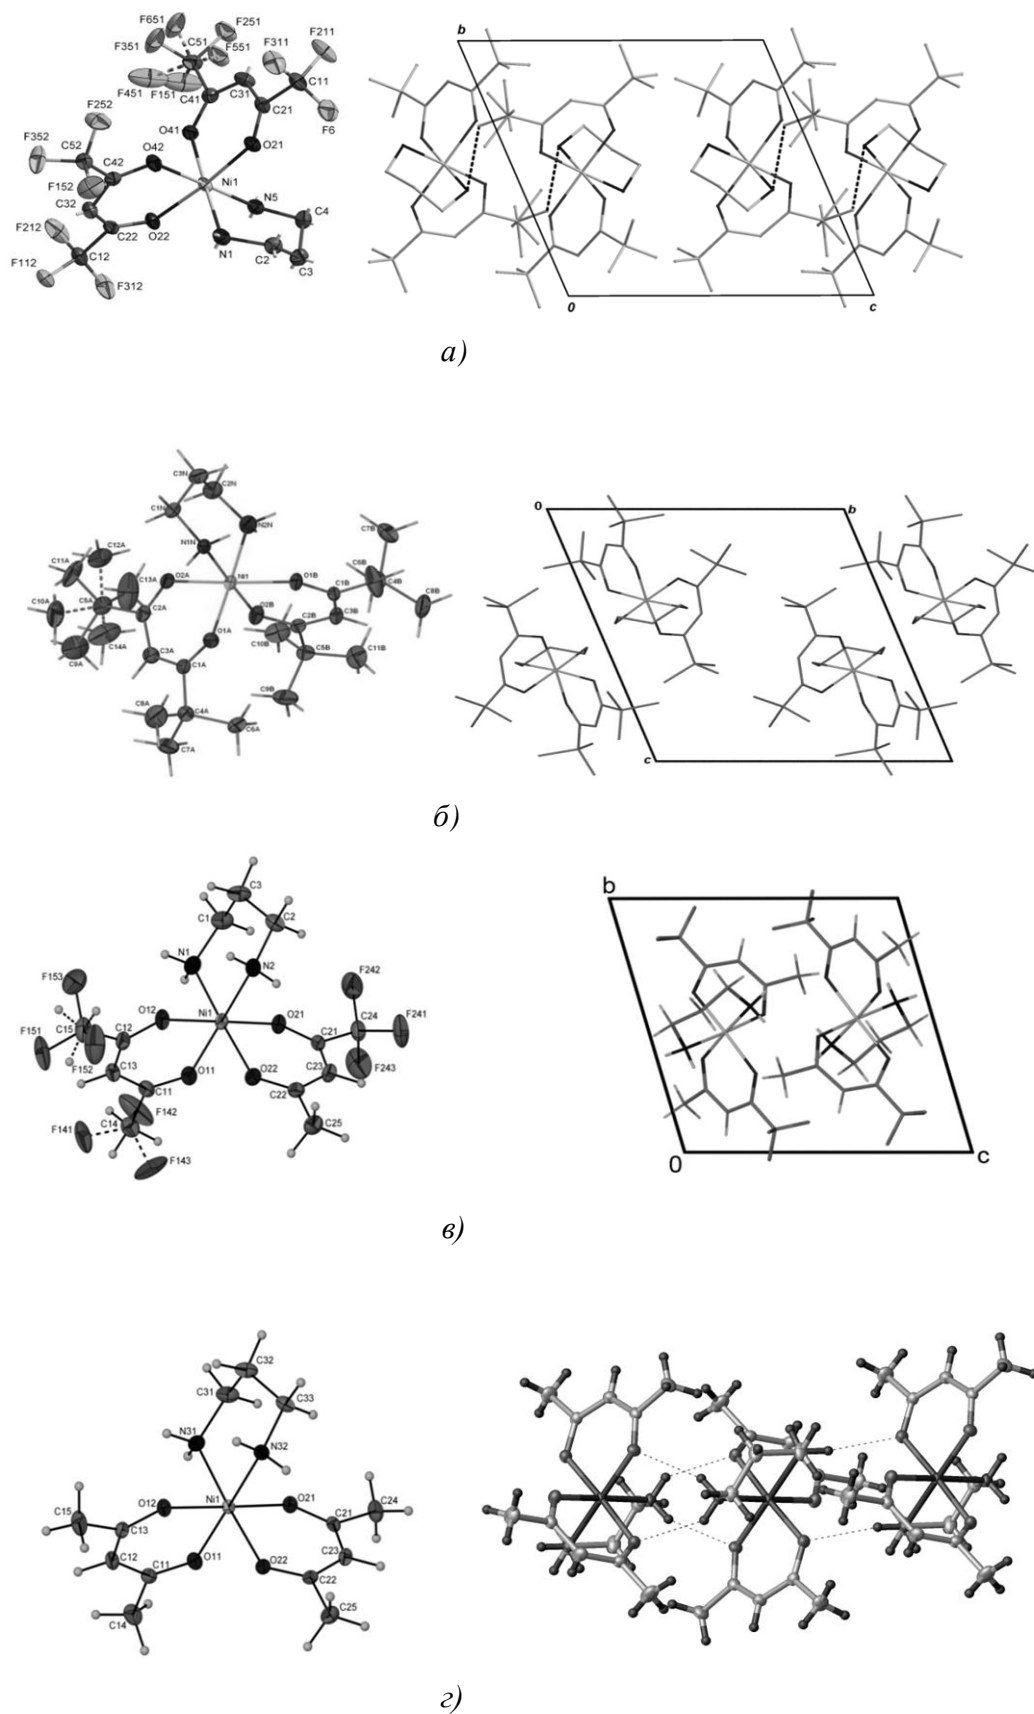 F651
F251
F211
F351
C51
F551
F311
C11
F451
F151
C41
C31
C21
F6
F252
O41
O21
F352
C52
C42
O42
F152
Ni1
N5
C32
C4
F212
C22
O22
N1
C2
C3
F112
C12
F312
b
0
c
а)
C3N
C2N
C1N
N2N
C12A
C11A
N1N
C7B
C13A
O2A
Ni1
O1B
C6B
C4B
C1B
C8B
C10A
C5A
C2A
O2B
C3B
C2B
C14A
O1A
C10B
C5B
C11B
C9A
C3A
C1A
C9B
C8A
C4A
C6A
C7A
0
b
c
б)
C3
C1
C2
N1
N2
F153
F242
O12
Ni1
O21
C24
F241
F151
C15
C12
C21
F152
C13
O11
O22
C23
F243
C11
C22
F142
F141
C14
C25
F143
b
0
c
в)
C32
C31
C33
N31
N32
C15
O12
Ni1
O21
C24
C13
C21
C12
C11
O11
O22
C23
C22
C14
C25
г)